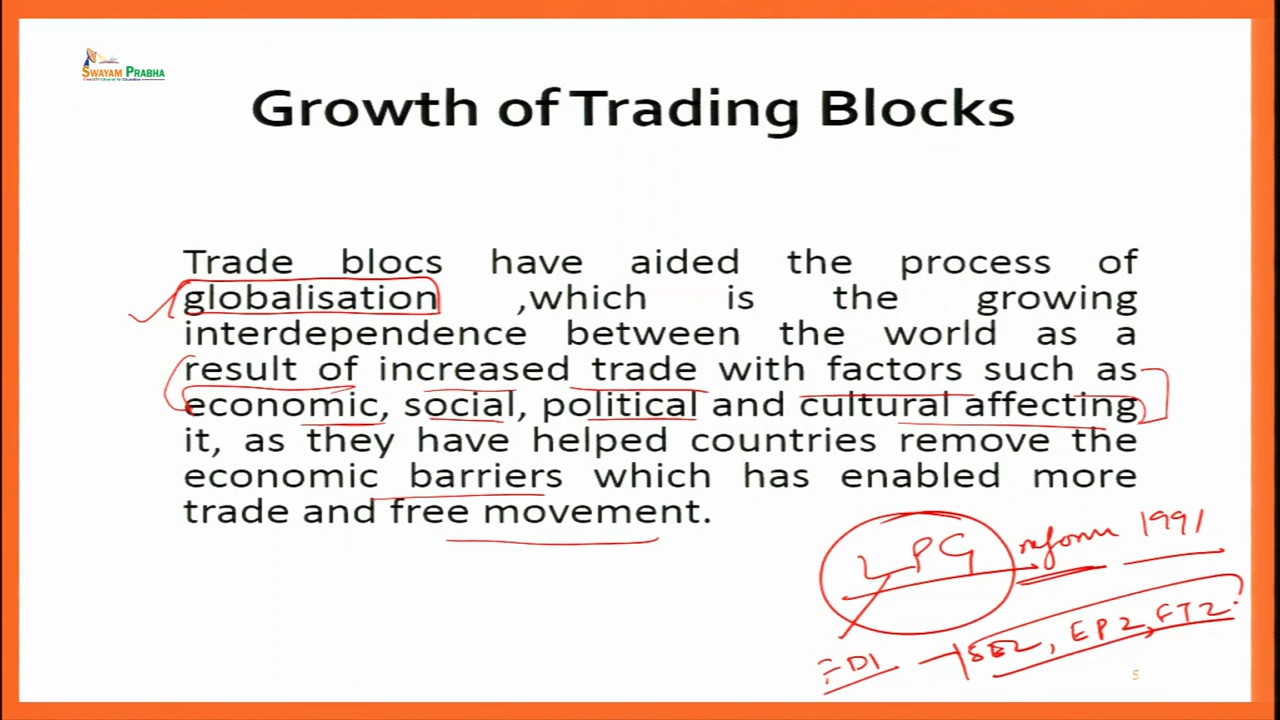 SWAYAM PRABHA
Growth of Trading Blocks
Trade blocs have aided the process of
globalisation ,which is the growing
interdependence between the world as a
result of increased trade with factors such as
economic, social, political and cultural affecting
it, as they have helped countries remove the
economic barriers which has enabled more
trade and free movement.
LPG reforms 1991
FDI SEZ, EPZ, FTZ
5